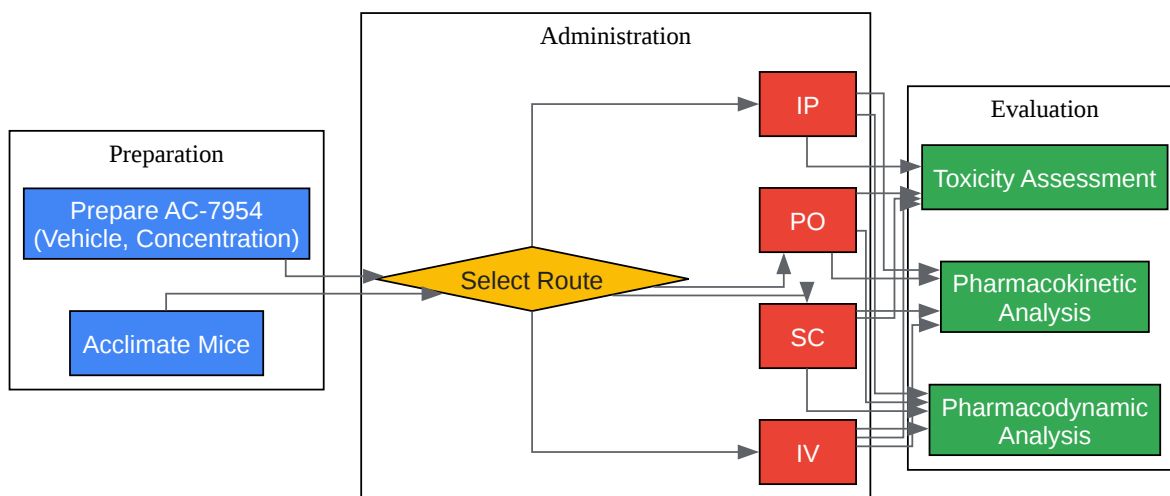 Preparation
Prepare AC-7954
(Vehicle, Concentration)
Acclimate Mice
Administration
Select Route
IP
PO
SC
IV
Evaluation
Toxicity Assessment
Pharmacokinetic
Analysis
Pharmacodynamic
Analysis